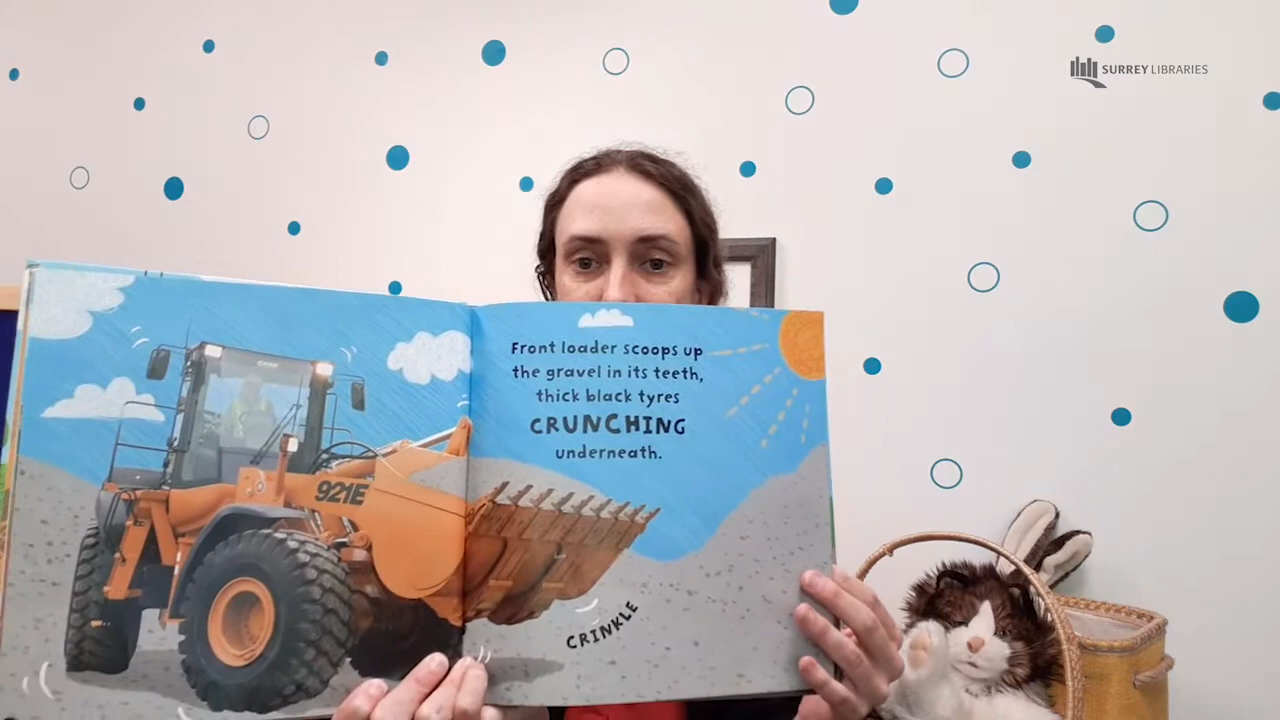 SURREY LIBRARIES
Front loader scoops up
the gravel in its teeth,
thick black tyres
CRUNCHING
underneath.
921E
CRINKLE